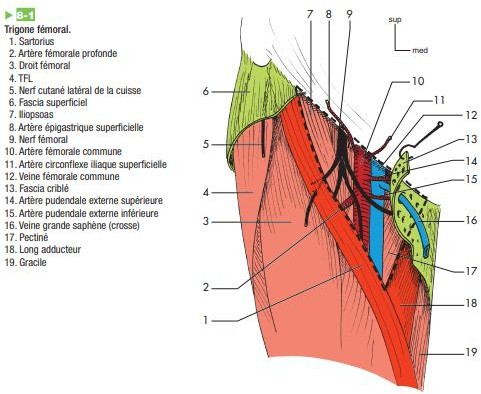 8-1
Trigone fémoral.
1. Sartorius
2. Artère fémorale profonde
3. Droit fémoral
4. TFL
5. Nerf cutané latéral de la cuisse
6. Fascia superficiel
7. Iliopsoas
8. Artère épigastrique superficielle
9. Nerf fémoral
10. Artère fémorale commune
11. Artère circonflexe iliaque superficielle
12. Veine fémorale commune
13. Fascia criblé
14. Artère pudendale externe supérieure
15. Artère pudendale externe inférieure
16. Veine grande saphène (crosse)
17. Pectiné
18. Long adducteur
19. Gracile
7 8 9
sup
med
10
11
12
13
14
15
16
17
18
19
6
5
4
3
2
1